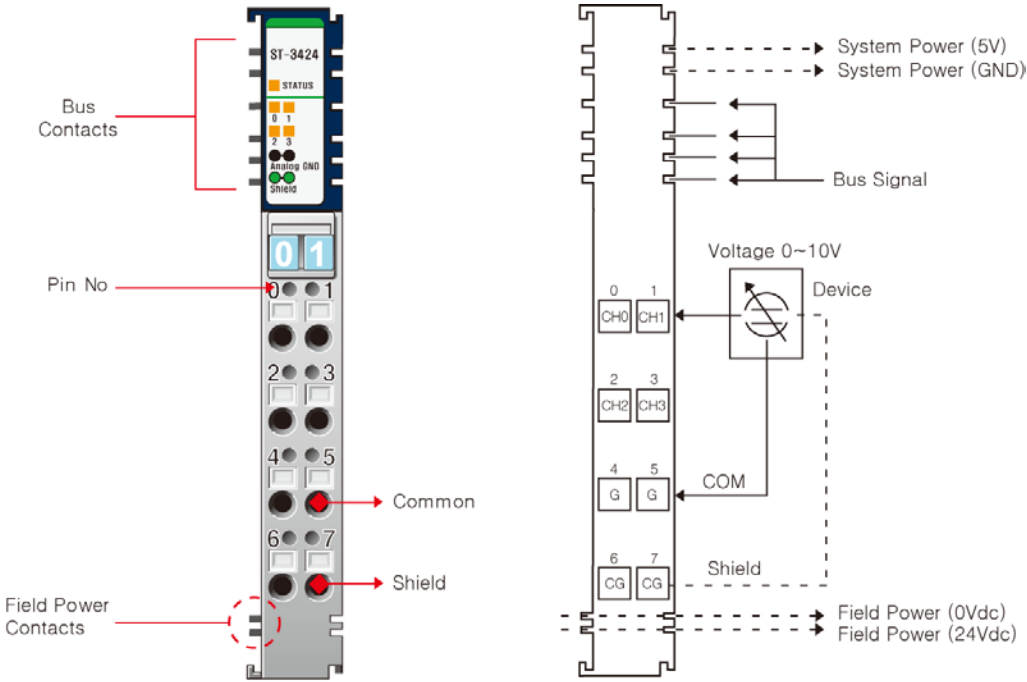 ST-3424
STATUS
0 1
2 3
Analog GND
Shield
Bus
Contacts
01
Pin No
0 1
2 3
4 5
Common
6 7
Shield
Field Power
Contacts
System Power (5V)
System Power (GND)
Bus Signal
Voltage 0~10V
Device
0 1
CH0 CH1
2 3
CH2 CH3
4 5
G G
COM
6 7
CG CG
Shield
Field Power (0Vdc)
Field Power (24Vdc)